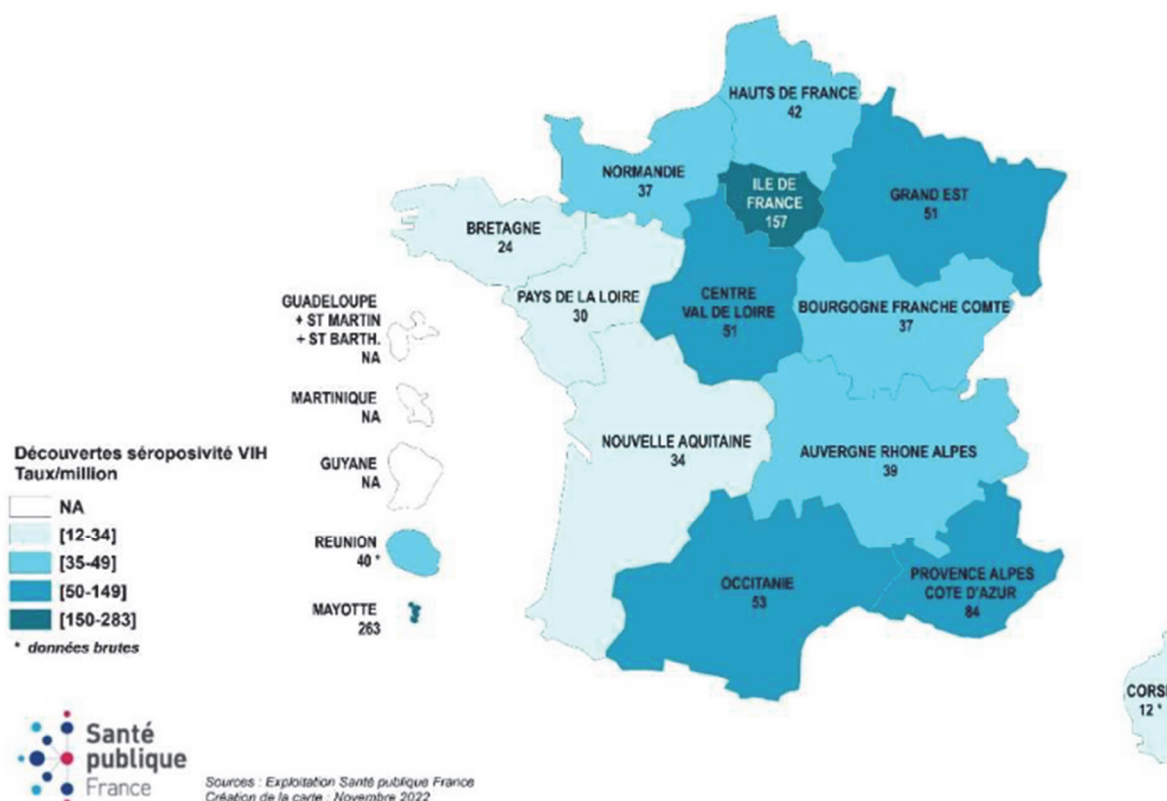 HAUTS DE FRANCE
42
NORMANDIE
37
ILE DE
FRANCE
157
GRAND EST
51
BRETAGNE
24
PAYS DE LA LOIRE
30
CENTRE
VAL DE LOIRE
51
BOURGOGNE FRANCHE COMTE
37
GUADELOUPE
+ ST MARTIN
+ ST BARTH.
NA
MARTINIQUE
NA
GUYANE
NA
REUNION
40 *
MAYOTTE
263
NOUVELLE AQUITAINE
34
AUVERGNE RHONE ALPES
39
OCCITANIE
53
PROVENCE ALPES
COTE D'AZUR
84
CORS
12 *
Découvertes séroposivité VIH
Taux/million
NA
[12-34]
[35-49]
[50-149]
[150-283]
* données brutes
Santé
publique
France
Sources : Exploitation Santé publique France
Création de la carte : Novembre 2022